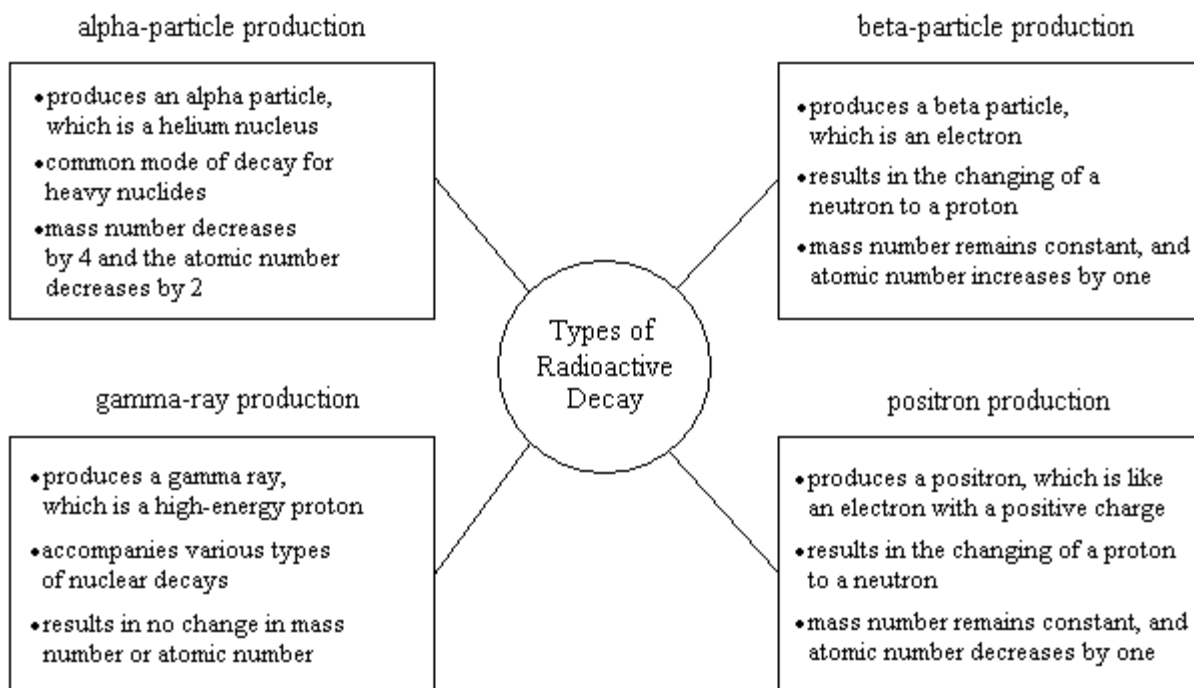 alpha-particle production
•produces an alpha particle,
which is a helium nucleus
•common mode of decay for
heavy nuclides
•mass number decreases
by 4 and the atomic number
decreases by 2
beta-particle production
•produces a beta particle,
which is an electron
•results in the changing of a
neutron to a proton
•mass number remains constant, and
atomic number increases by one
Types of
Radioactive
Decay
gamma-ray production
•produces a gamma ray,
which is a high-energy proton
•accompanies various types
of nuclear decays
•results in no change in mass
number or atomic number
positron production
•produces a positron, which is like
an electron with a positive charge
•results in the changing of a proton
to a neutron
•mass number remains constant, and
atomic number decreases by one